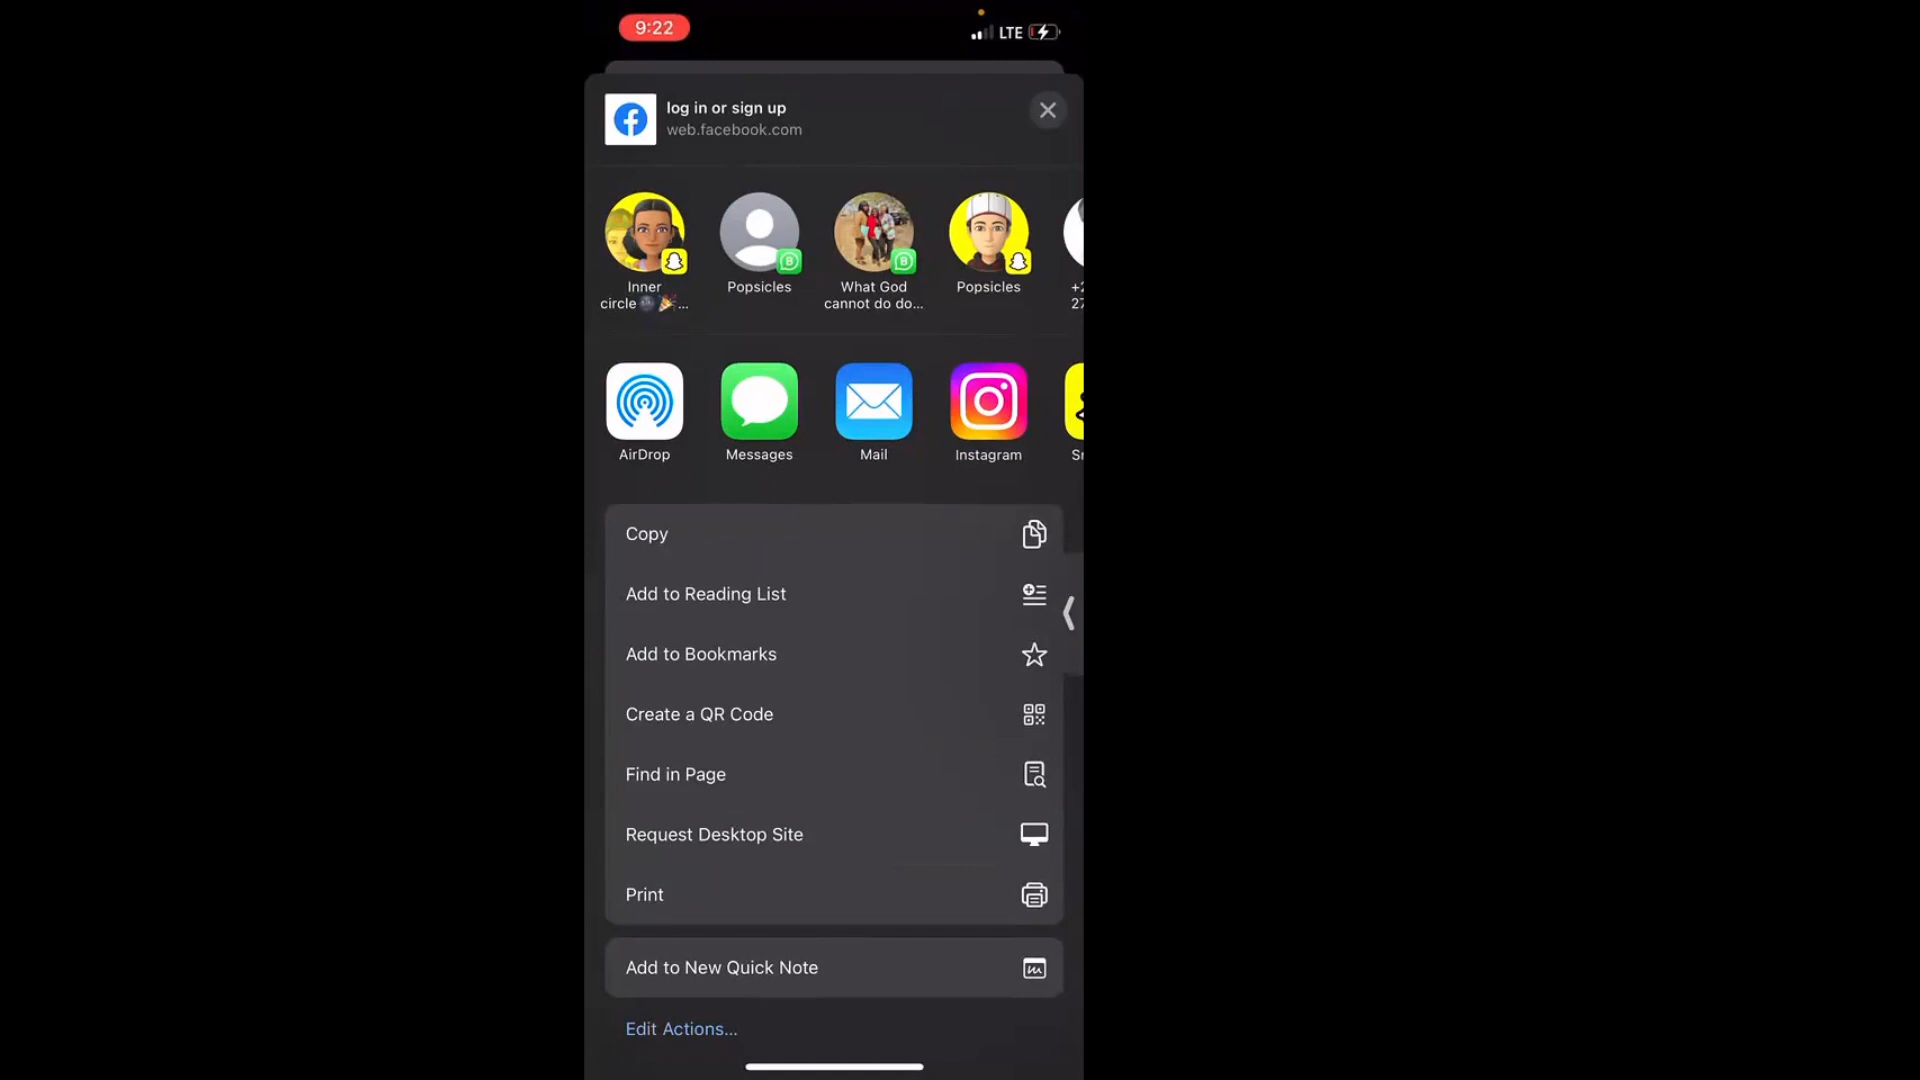 9:22
LTE
log in or sign up
web.facebook.com
Inner
circle🌚🎉...
Popsicles
What God
cannot do do...
Popsicles
AirDrop
Messages
Mail
Instagram
Copy
Add to Reading List
Add to Bookmarks
Create a QR Code
Find in Page
Request Desktop Site
Print
Add to New Quick Note
Edit Actions...